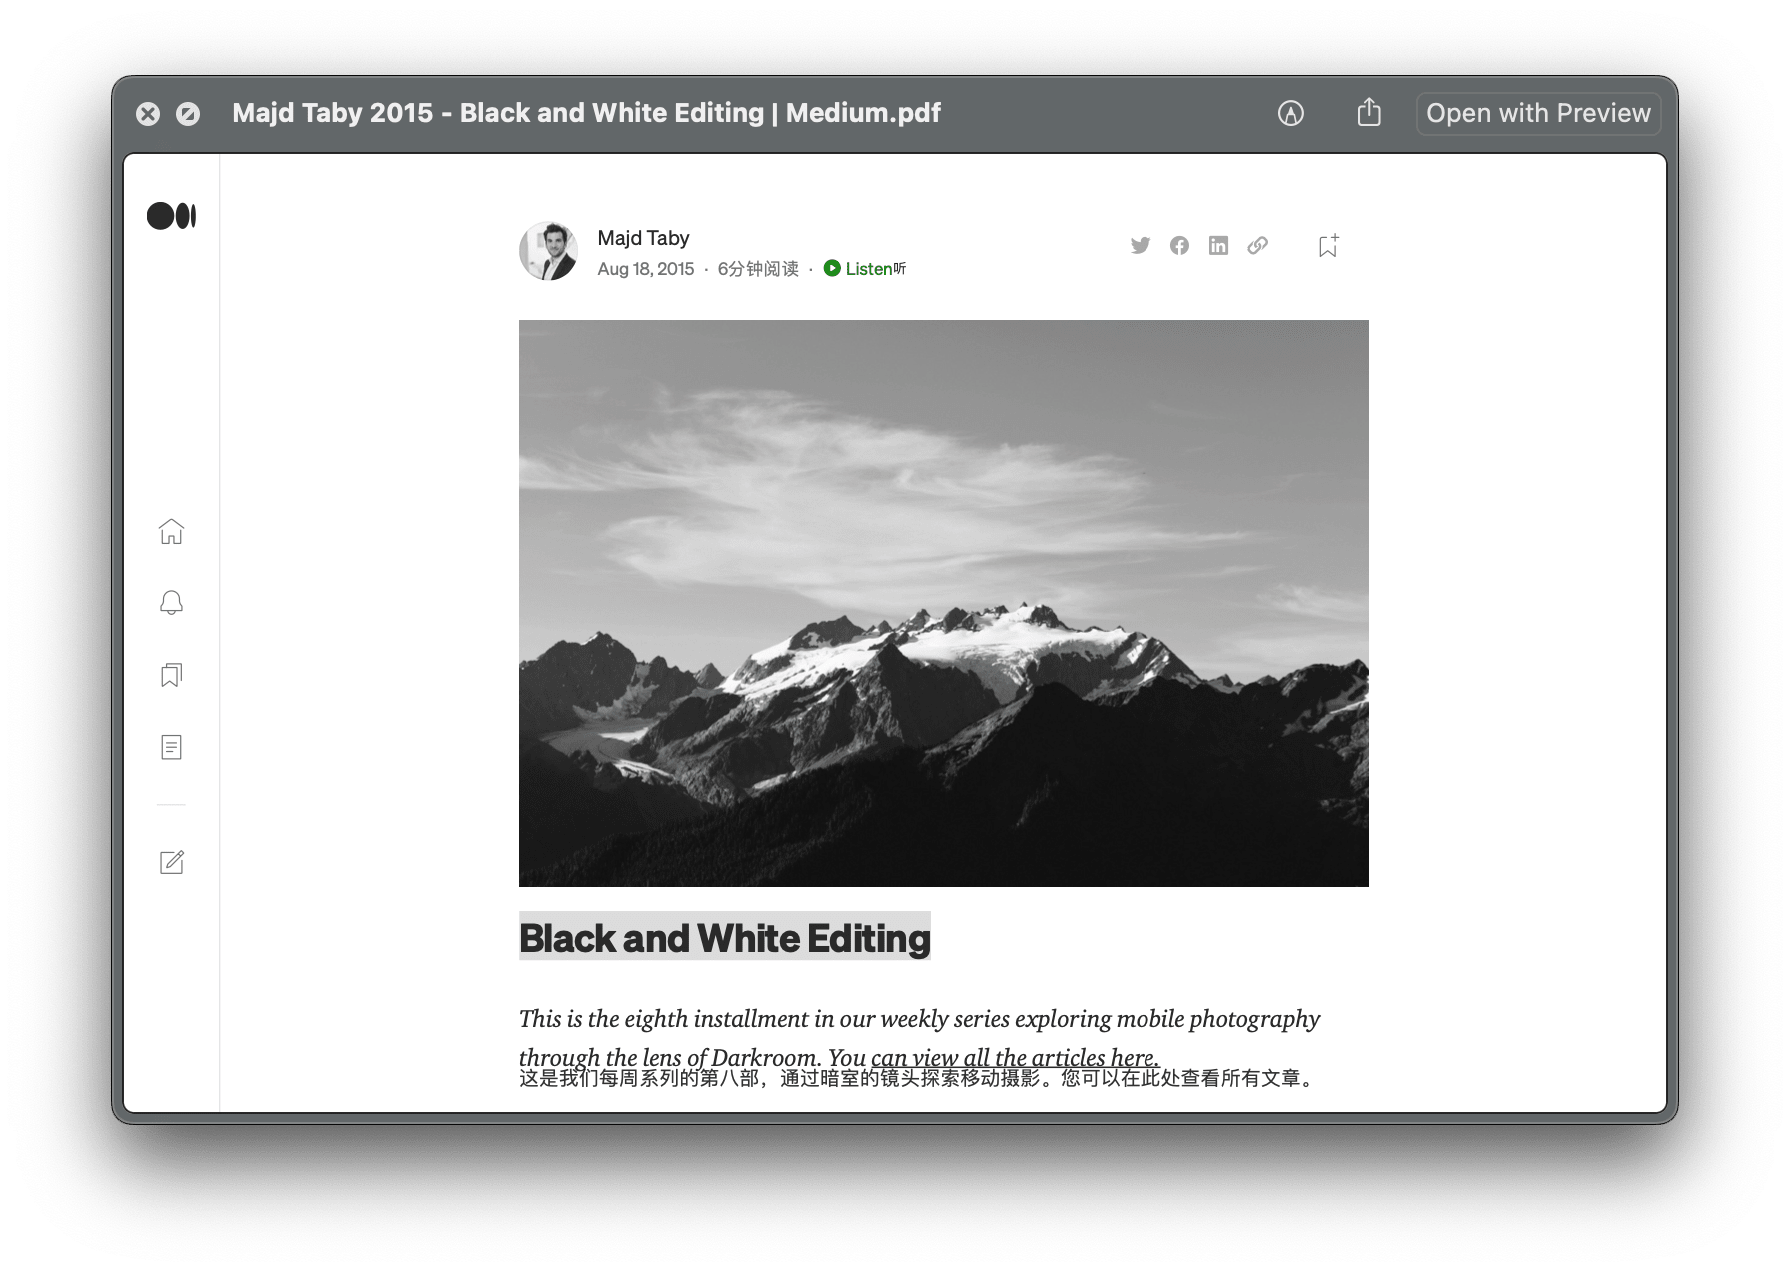 Majd Taby 2015 - Black and White Editing | Medium.pdf
Open with Preview
Majd Taby
Aug 18, 2015 · 6分钟阅读 · Listen听
Black and White Editing
This is the eighth installment in our weekly series exploring mobile photography
through the lens of Darkroom. You can view all the articles here.
这是我们每周系列的第八部，通过暗室的镜头探索移动摄影。您可以在此处查看所有文章。